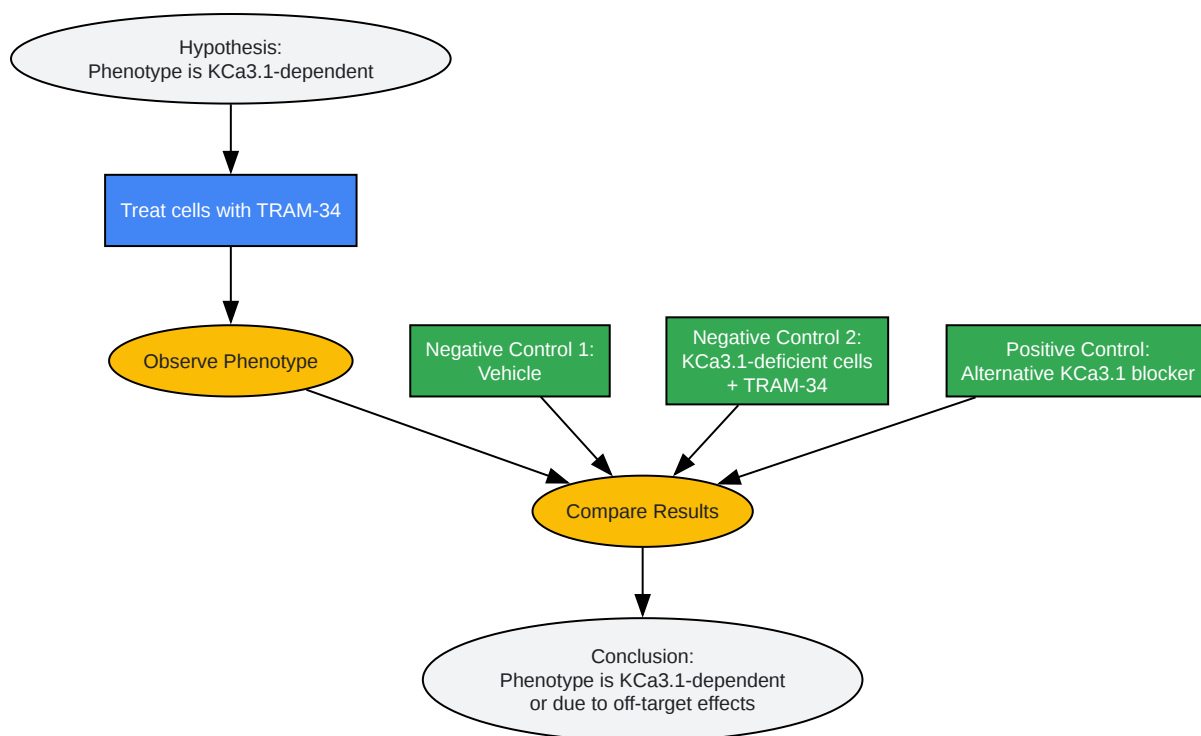 Hypothesis:
Phenotype is KCa3.1-dependent
Treat cells with TRAM-34
Observe Phenotype
Negative Control 1:
Vehicle
Negative Control 2:
KCa3.1-deficient cells
+ TRAM-34
Positive Control:
Alternative KCa3.1 blocker
Compare Results
Conclusion:
Phenotype is KCa3.1-dependent
or due to off-target effects